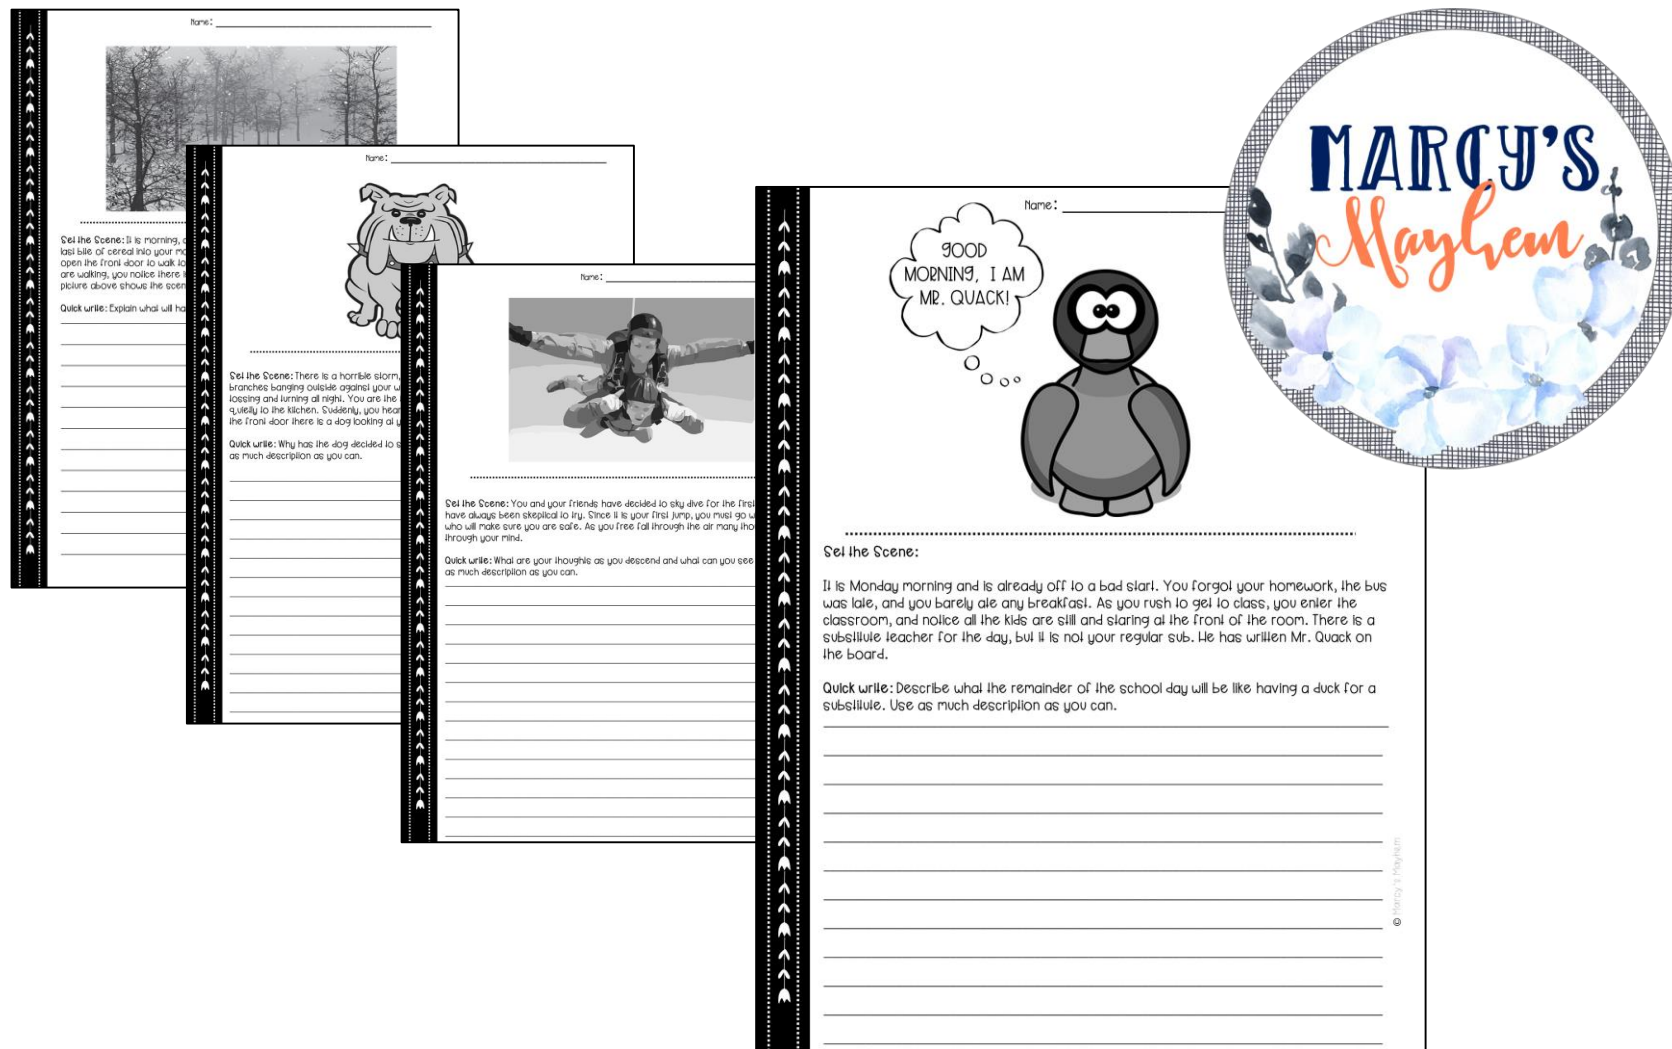 Name:
Set the Scene: It is morning,
last bite of cereal into your
open the front door to walk to
are walking, you notice there
picture above shows the
Quick write: Explain what will
Name:
Set the Scene: There is a horrible storm,
branches banging outside against your
tossing and turning all night. You are the
quietly to the kitchen. Suddenly, you hear
the front door there is a dog looking at
Quick write: Why has the dog decided to
as much description as you can.
Name:
Set the Scene: You and your friends have decided to sky dive for the first
have always been skeptical to try. Since it is your first jump, you must go
who will make sure you are safe. As you free fall through the air many
through your mind.
Quick write: What are your thoughts as you descend and what can you see
as much description as you can.
Name:
GOOD
MORNING, I AM
MR. QUACK!
Set the Scene:
It is Monday morning and is already off to a bad start. You forgot your homework, the bus
was late, and you barely ate any breakfast. As you rush to get to class, you enter the
classroom, and notice all the kids are still and staring at the front of the room. There is a
substitute teacher for the day, but it is not your regular sub. He has written Mr. Quack on
the board.
Quick write: Describe what the remainder of the school day will be like having a duck for a
substitute. Use as much description as you can.
© Marcy's Mayhem
MARCY'S
Mayhem